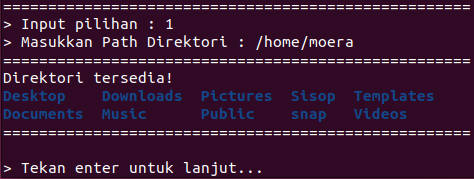 ====================================================
> Input pilihan : 1
> Masukkan Path Direktori : /home/moera
====================================================
Direktori tersedia!
Desktop    Downloads  Pictures  Sisop  Templates
Documents  Music      Public    snap   Videos
====================================================
> Tekan enter untuk lanjut...